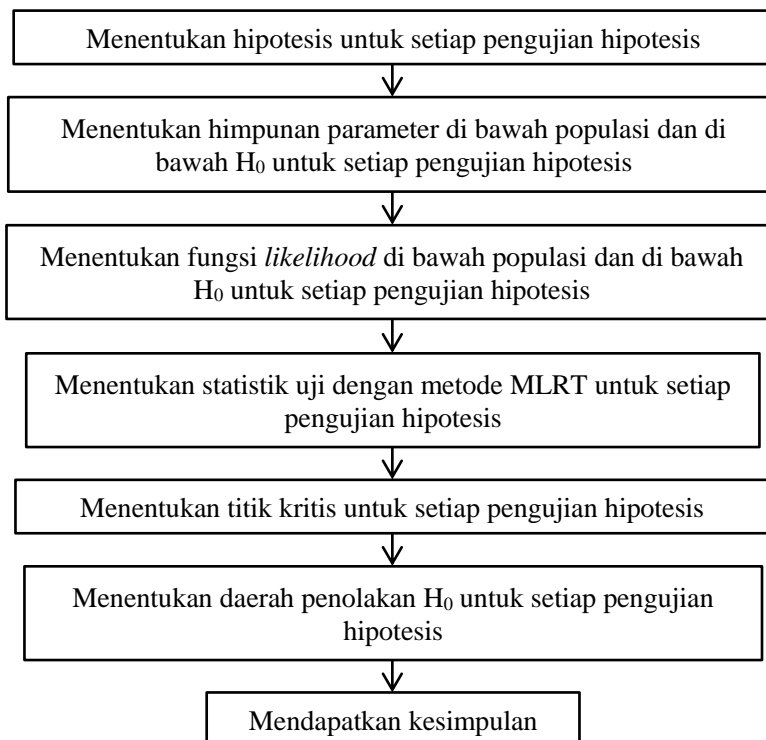 Menentukan hipotesis untuk setiap pengujian hipotesis
Menentukan himpunan parameter di bawah populasi dan di
bawah H₀ untuk setiap pengujian hipotesis
Menentukan fungsi likelihood di bawah populasi dan di bawah
H₀ untuk setiap pengujian hipotesis
Menentukan statistik uji dengan metode MLRT untuk setiap
pengujian hipotesis
Menentukan titik kritis untuk setiap pengujian hipotesis
Menentukan daerah penolakan H₀ untuk setiap pengujian
hipotesis
Mendapatkan kesimpulan